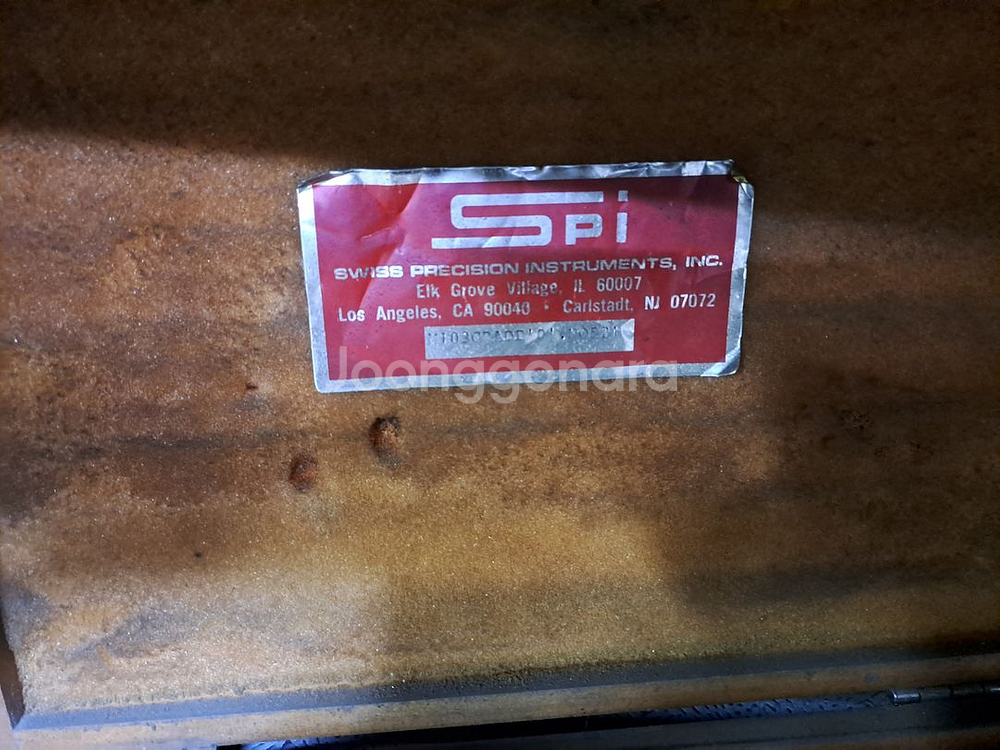 SPi
SWISS PRECISION INSTRUMENTS, INC.
Elk Grove Village, IL 60007
Los Angeles, CA 90040 • Carlstadt, NJ 07072
Joonggonara